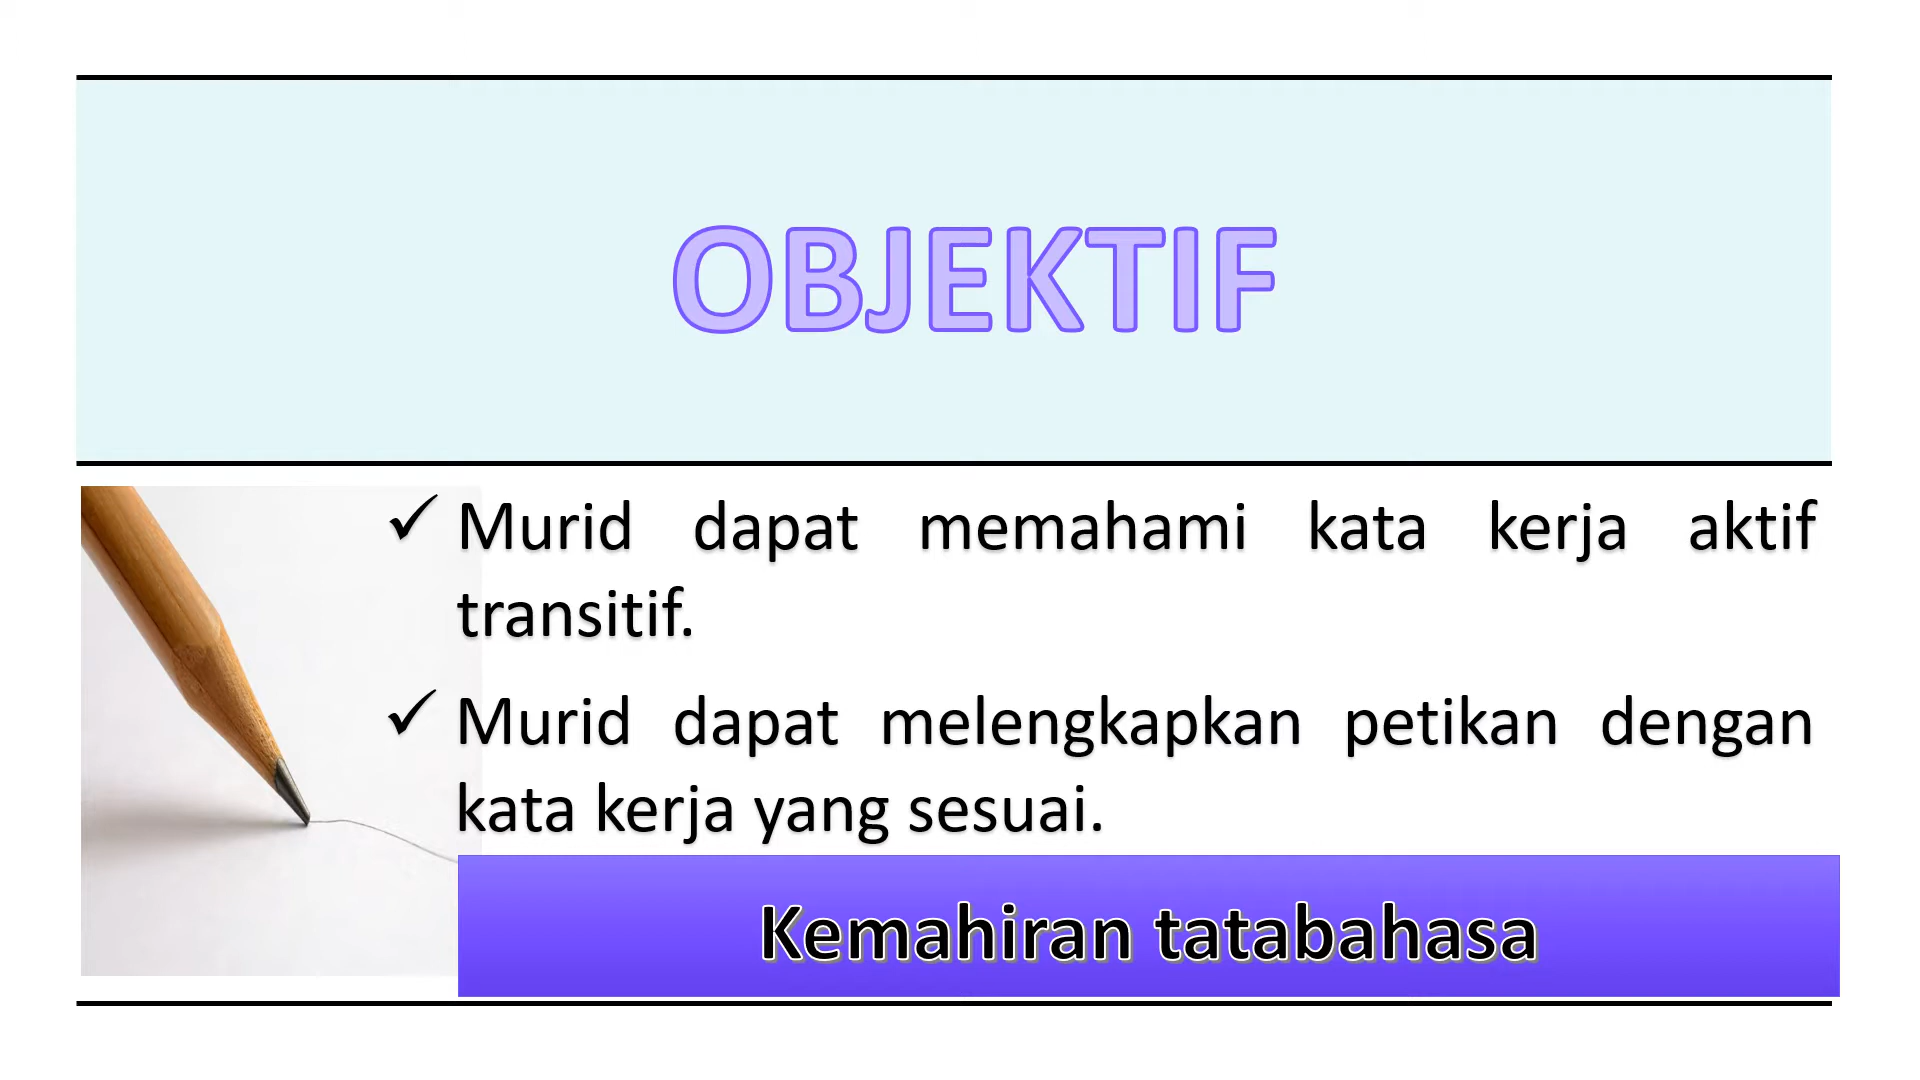 OBJEKTIF
✓ Murid dapat memahami kata kerja aktif
transitif.
✓ Murid dapat melengkapkan petikan dengan
kata kerja yang sesuai.
Kemahiran tatabahasa